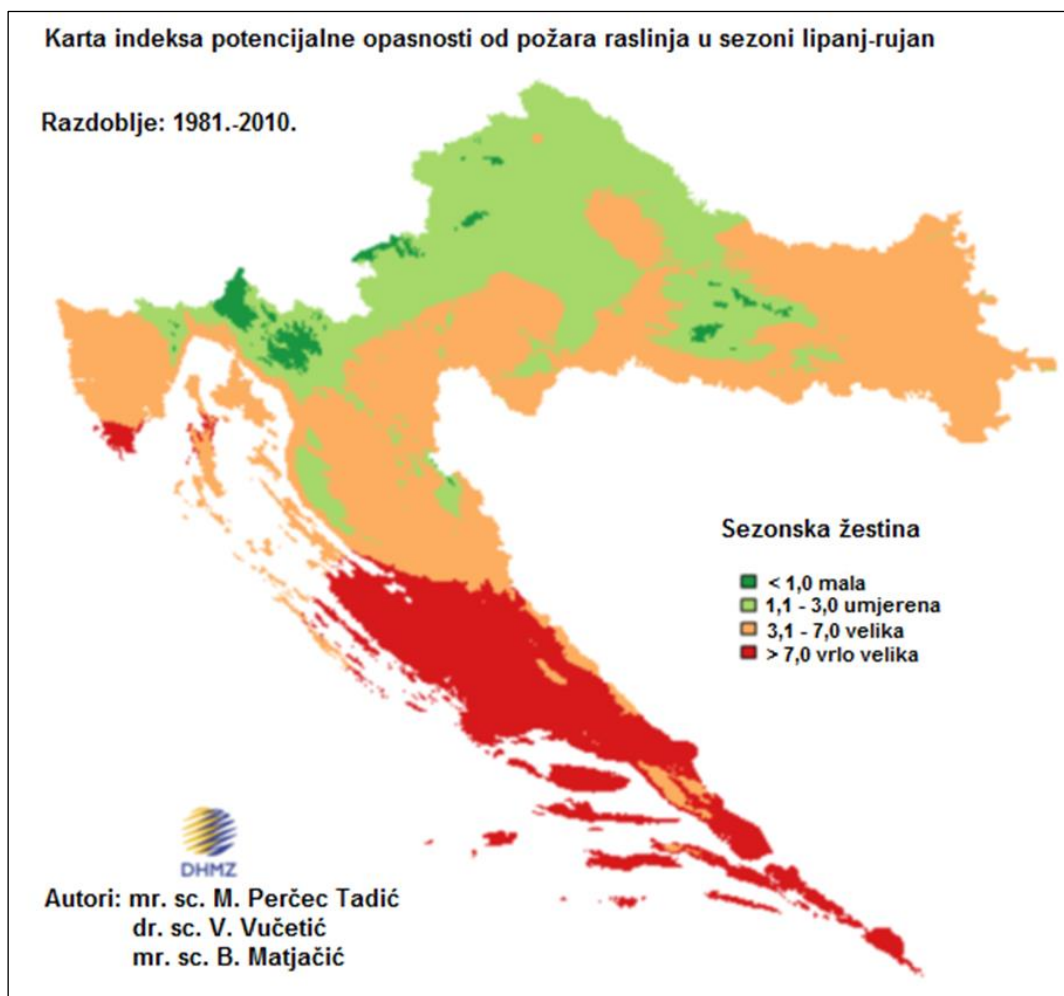 Karta indeksa potencijalne opasnosti od požara raslinja u sezoni lipanj-rujan
Razdoblje: 1981.-2010.
Sezonska žestina
< 1,0 mala
1,1 - 3,0 umjerena
3,1 - 7,0 velika
> 7,0 vrlo velika
DHMZ
Autori: mr. sc. M. Perčec Tadić
dr. sc. V. Vučetić
mr. sc. B. Matjačić